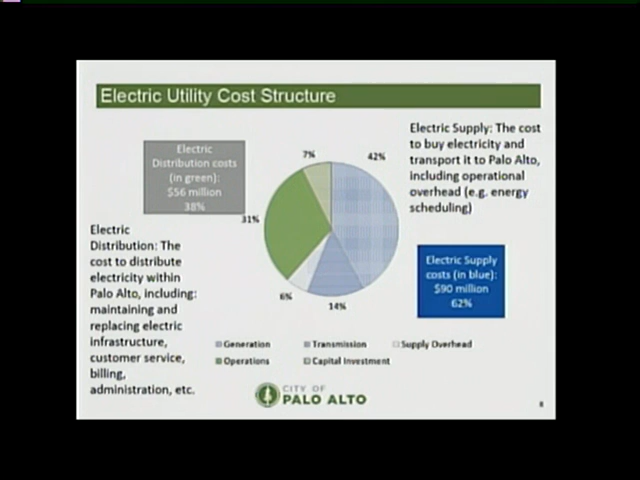 Electric Utility Cost Structure
Electric
Distribution costs
(in green):
$56 million
38%
7%
42%
31%
6%
14%
Electric Supply: The cost
to buy electricity and
transport it to Palo Alto,
including operational
overhead (e.g. energy
scheduling)
Electric
Distribution: The
cost to distribute
electricity within
Palo Alto, including:
maintaining and
replacing electric
infrastructure,
customer service,
billing,
administration, etc.
Electric Supply
costs (in blue):
$90 million
62%
Generation Transmission Supply Overhead
Operations Capital Investment
CITY OF
PALO ALTO
8